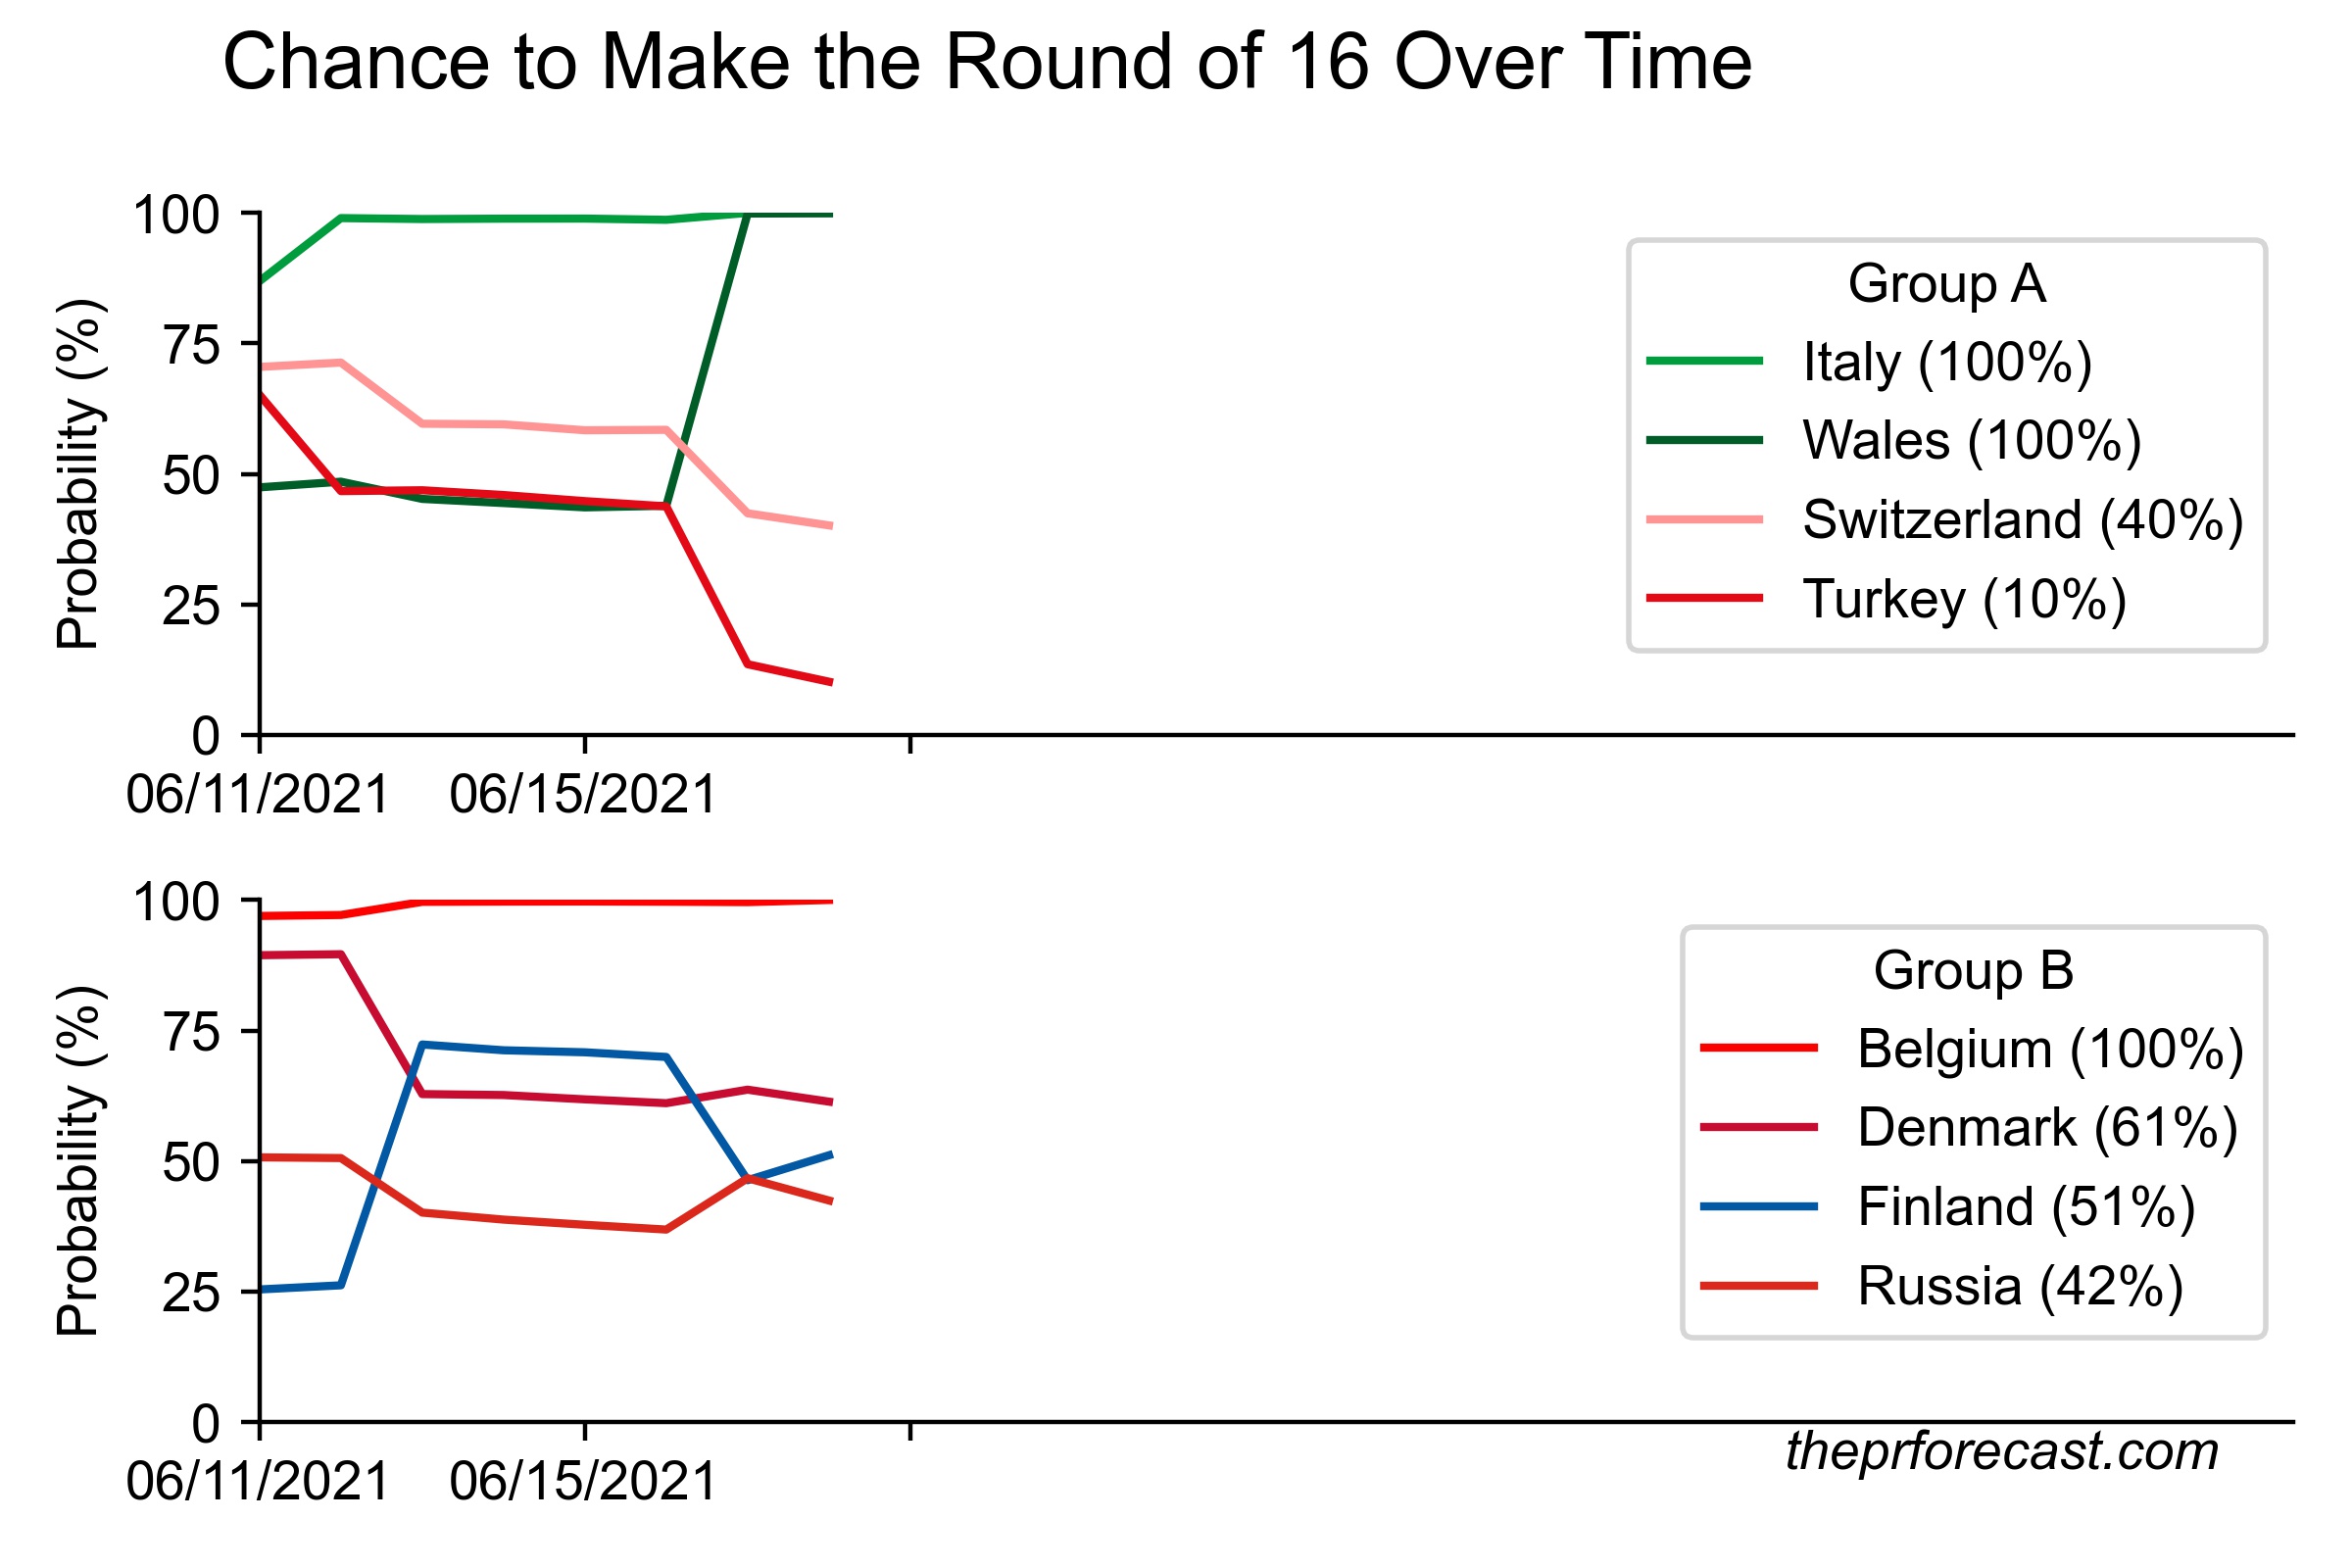 Chance to Make the Round of 16 Over Time
100
75
50
25
0
Probability (%)
06/11/2021 06/15/2021
Group A
Italy (100%)
Wales (100%)
Switzerland (40%)
Turkey (10%)
100
75
50
25
0
Probability (%)
06/11/2021 06/15/2021
Group B
Belgium (100%)
Denmark (61%)
Finland (51%)
Russia (42%)
theprforecast.com